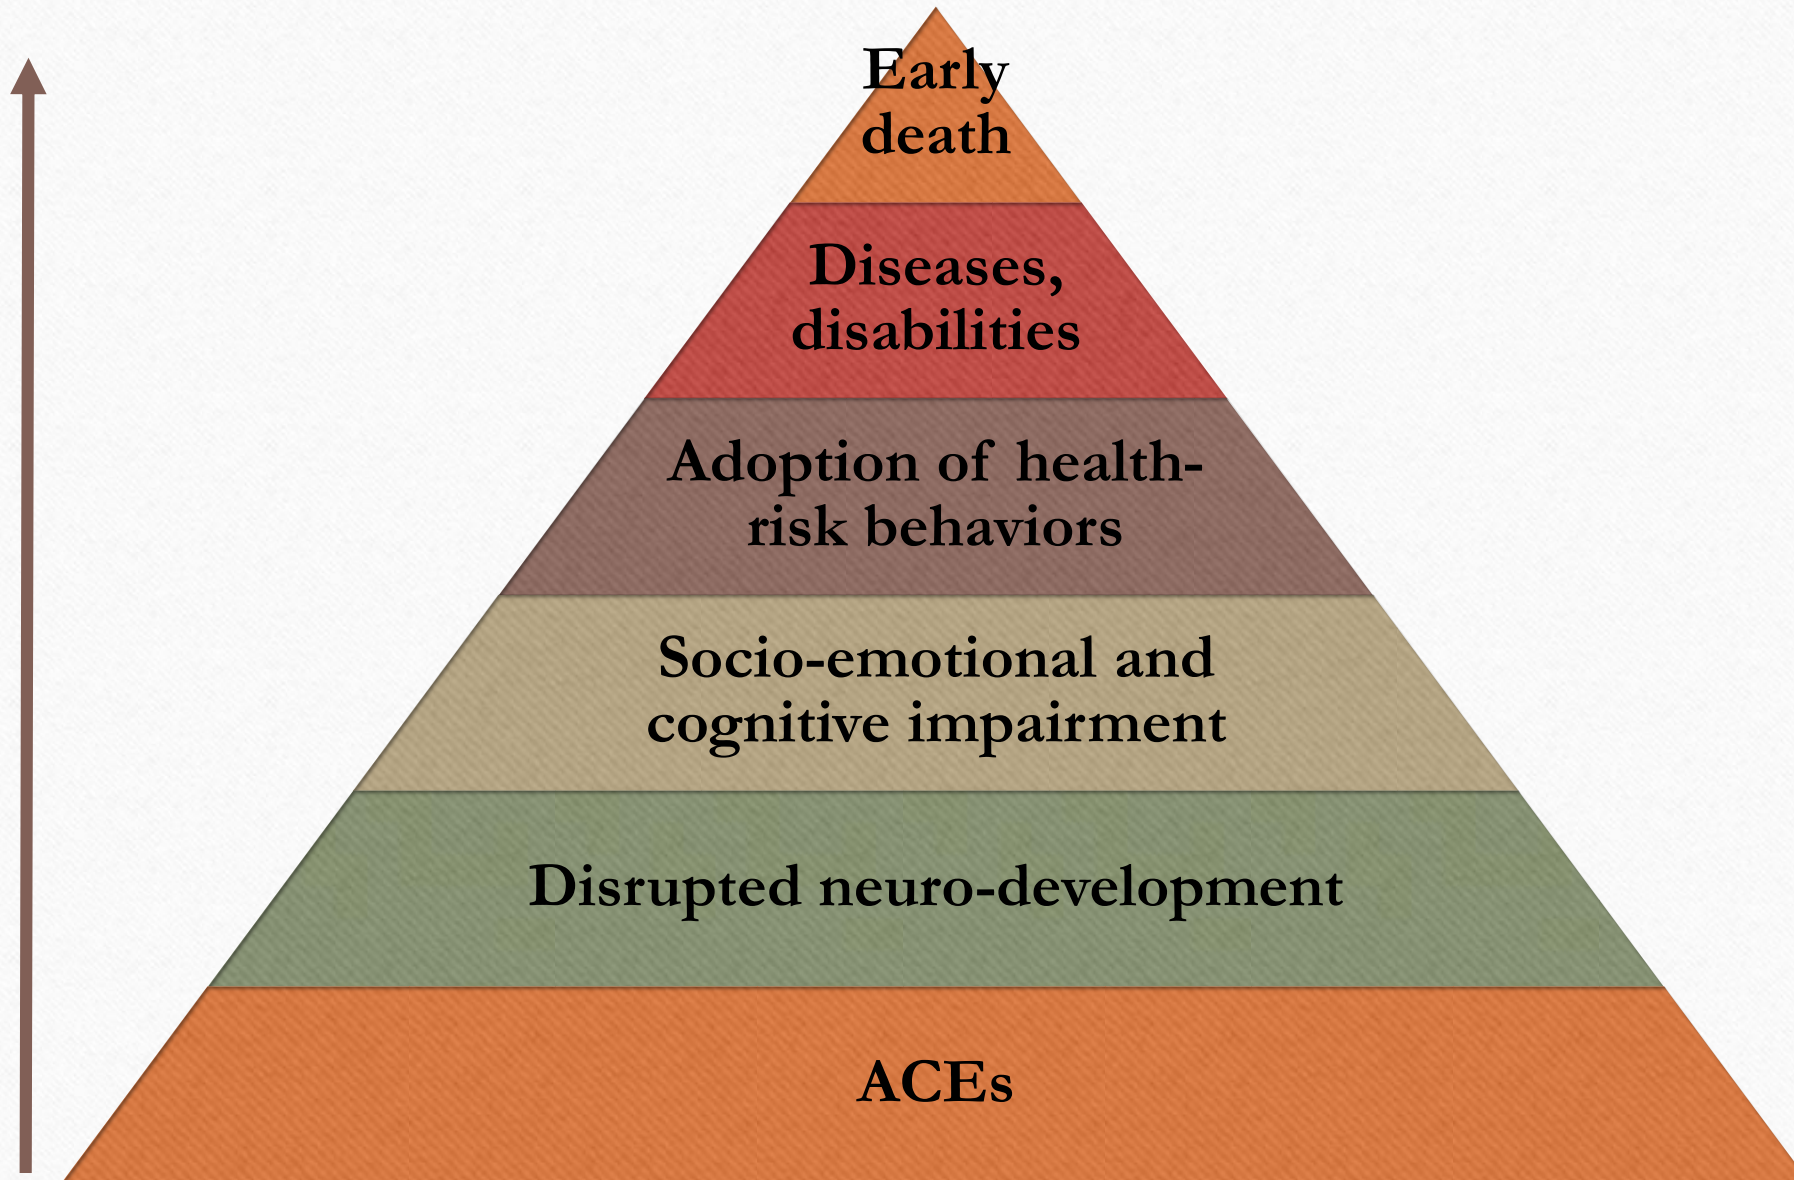 Early
death
Diseases,
disabilities
Adoption of health-
risk behaviors
Socio-emotional and
cognitive impairment
Disrupted neuro-development
ACEs